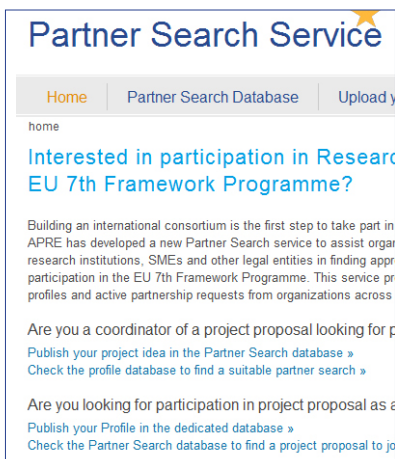 Partner Search Service
Home Partner Search Database Upload y
home
Interested in participation in Researc
EU 7th Framework Programme?
Building an international consortium is the first step to take part in
APRE has developed a new Partner Search service to assist orga
research institutions, SMEs and other legal entities in finding appr
participation in the EU 7th Framework Programme. This service pr
profiles and active partnership requests from organizations across
Are you a coordinator of a project proposal looking for p
Publish your project idea in the Partner Search database »
Check the profile database to find a suitable partner search »
Are you looking for participation in project proposal as a
Publish your Profile in the dedicated database »
Check the Partner Search database to find a project proposal to jo